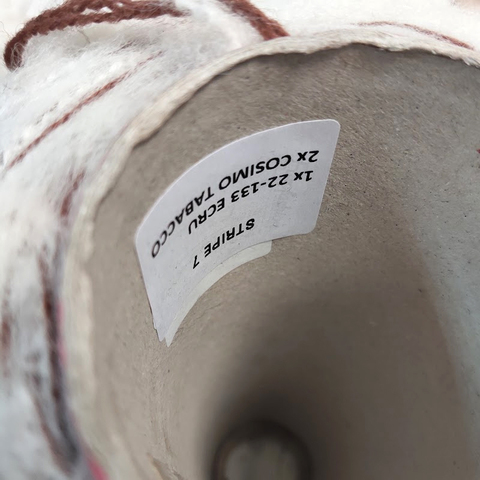 STRIPE 7
1x 22-133 ECRU
2x COSIMO TABACCO